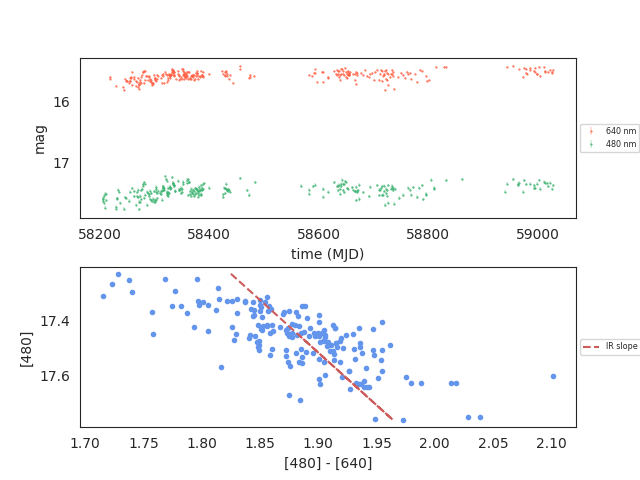 16
17
mag
58200 58400 58600 58800 59000
time (MJD)
640 nm
480 nm
17.4
17.6
[480]
1.70 1.75 1.80 1.85 1.90 1.95 2.00 2.05 2.10
[480] - [640]
IR slope